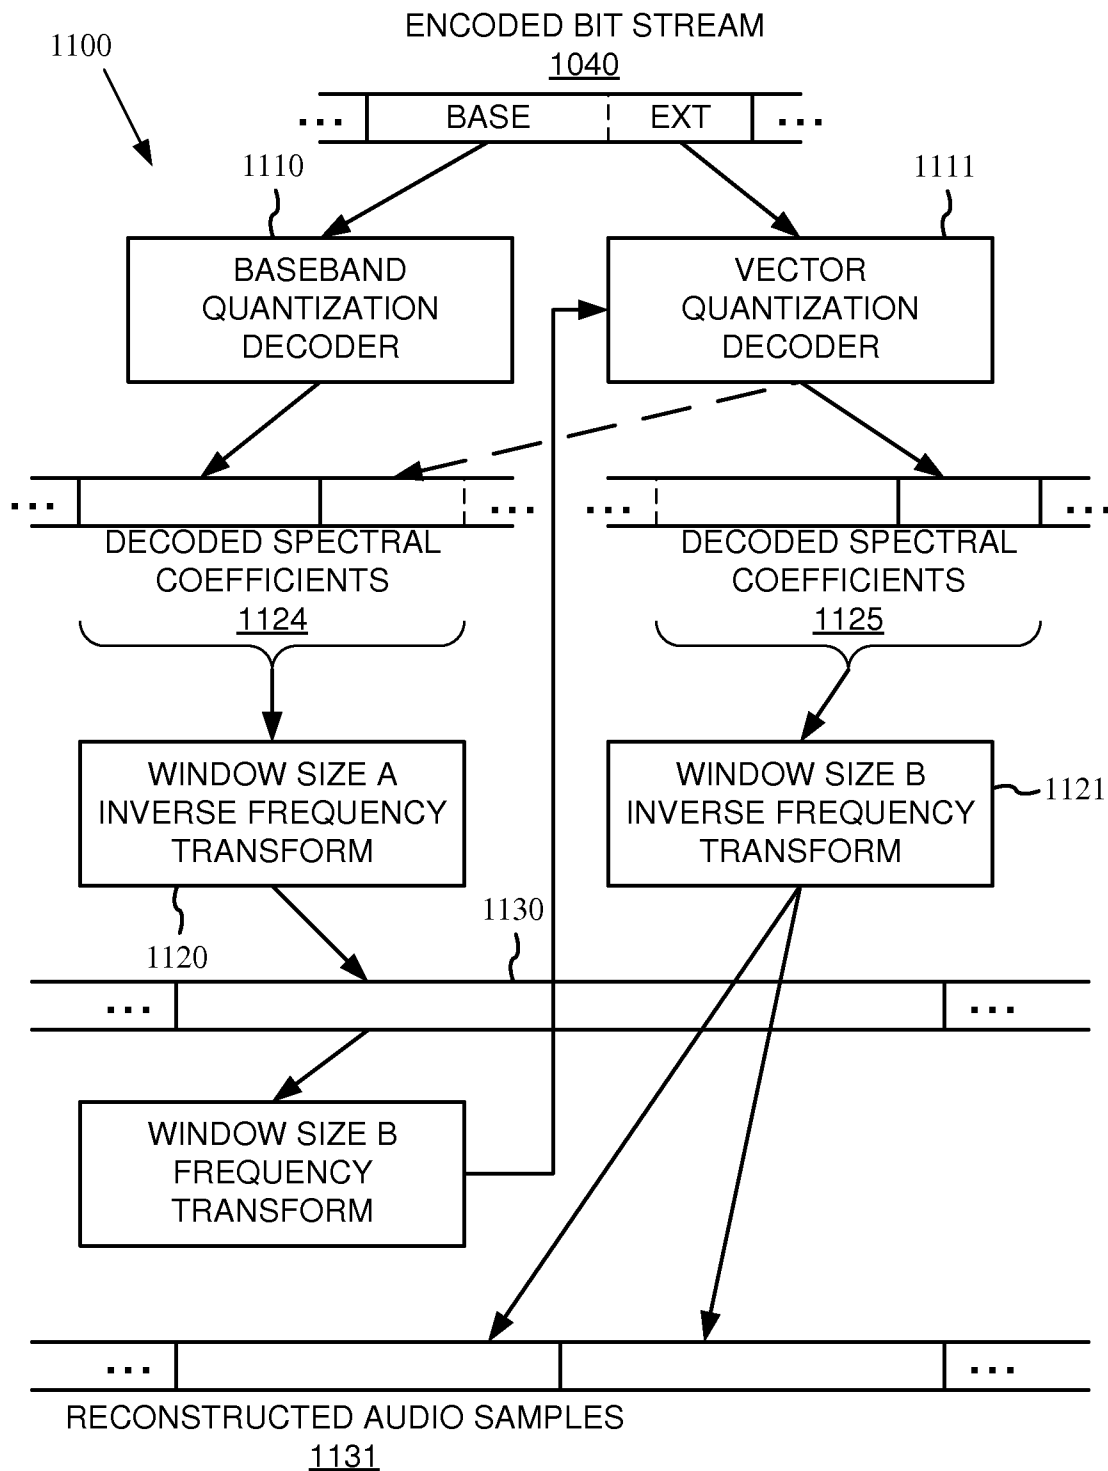 ENCODED BIT STREAM
1040
1100
... BASE EXT ...
1110
1111
BASEBAND
QUANTIZATION
DECODER
VECTOR
QUANTIZATION
DECODER
... ...
... ...
DECODED SPECTRAL
COEFFICIENTS
1124
DECODED SPECTRAL
COEFFICIENTS
1125
WINDOW SIZE A
INVERSE FREQUENCY
TRANSFORM
WINDOW SIZE B
INVERSE FREQUENCY
TRANSFORM
1121
1120
1130
... ...
WINDOW SIZE B
FREQUENCY
TRANSFORM
... ...
RECONSTRUCTED AUDIO SAMPLES
1131